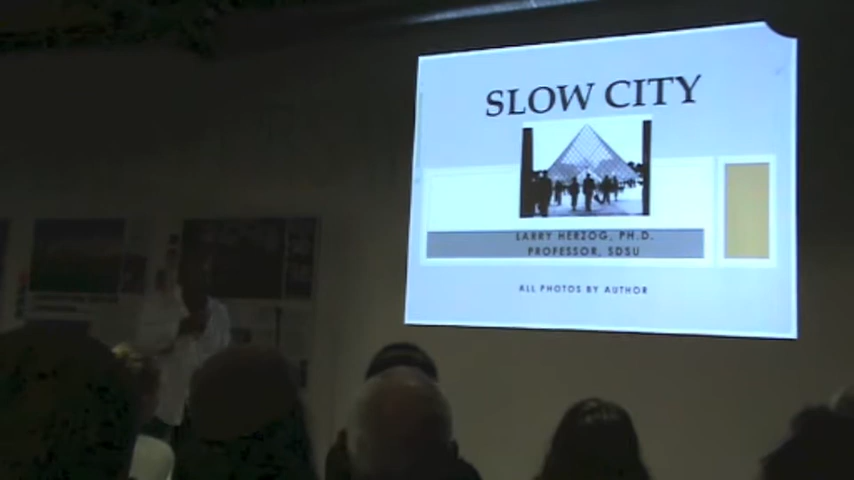 SLOW CITY
LARRY HERZOG, PH.D.
PROFESSOR, SDSU
ALL PHOTOS BY AUTHOR